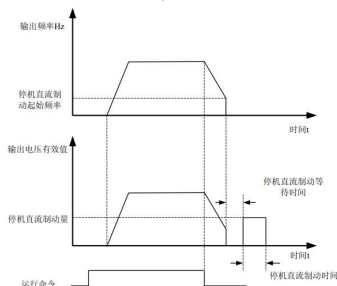 输出频率Hz
停机直流制
动起始频率
时间t
输出电压有效值
停机直流制动等
待时间
停机直流制动量
时间t
停机直流制动时间
运行命令